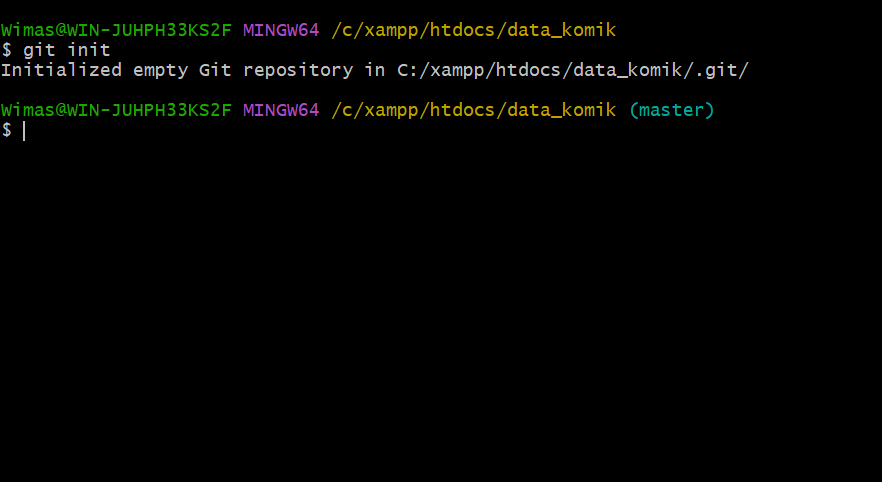 Wimas@WIN-JUHPH33KS2F MINGW64 /c/xampp/htdocs/data_komik
$ git init
Initialized empty Git repository in C:/xampp/htdocs/data_komik/.git/
Wimas@WIN-JUHPH33KS2F MINGW64 /c/xampp/htdocs/data_komik (master)
$